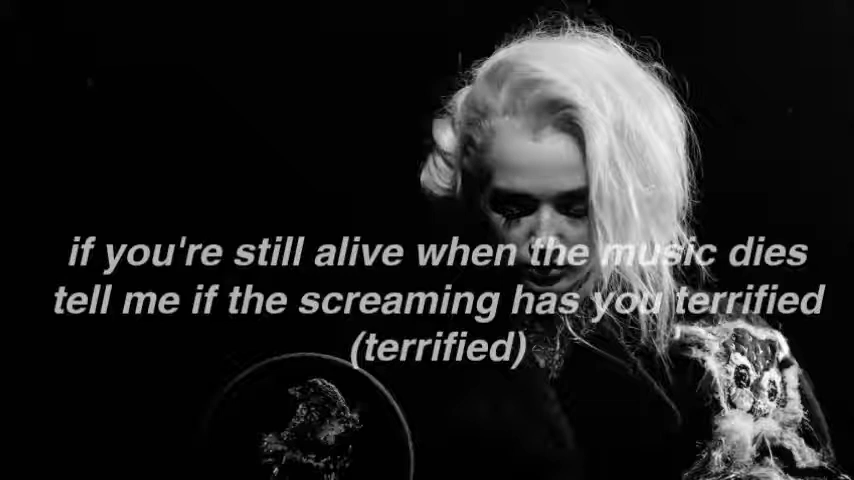 if you're still alive when the music dies
tell me if the screaming has you terrified
(terrified)